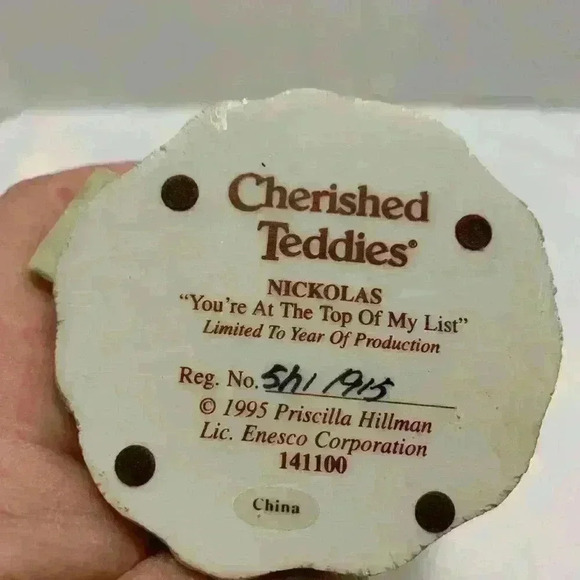 Cherished
Teddies®
NICKOLAS
"You're At The Top Of My List"
Limited To Year Of Production
Reg. No. 5h1/915
© 1995 Priscilla Hillman
Lic. Enesco Corporation
141100
China